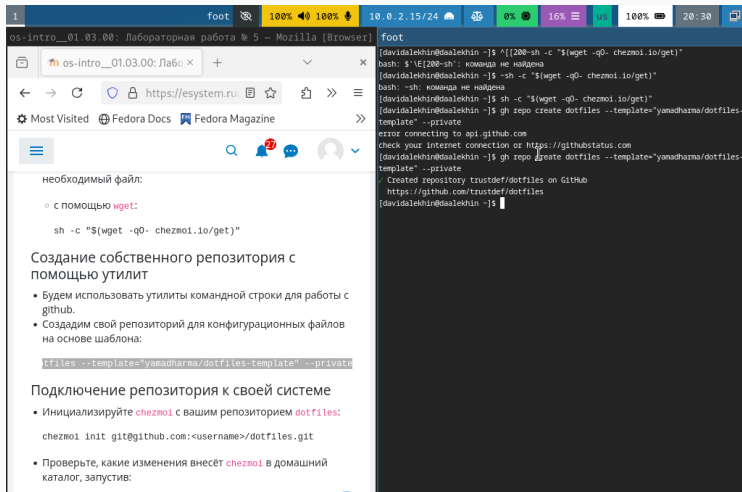 1
foot
100%
100%
10.0.2.15/24
0%
16%
us
100%
20:30
os-intro__01.03.00: Лабораторная работа № 5 — Mozilla [Browser]
os-intro__01.03.00: Лабо
https://esystem.ru
Most Visited
Fedora Docs
Fedora Magazine
27
необходимый файл:
с помощью wget:
sh -c "$(wget -qO- chezmoi.io/get)"
Создание собственного репозитория с
помощью утилит
Будем использовать утилиты командной строки для работы с
github.
Создадим свой репозиторий для конфигурационных файлов
на основе шаблона:
tfiles --template="yamadharma/dotfiles-template" --private
Подключение репозитория к своей системе
Инициализируйте chezmoi с вашим репозиторием dotfiles:
chezmoi init git@github.com:<username>/dotfiles.git
Проверьте, какие изменения внесёт chezmoi в домашний
каталог, запустив:
foot
[davidalekhin@daalekhin ~]$ ^[[200~sh -c "$(wget -qO- chezmoi.io/get)"
bash: $'\E[200~sh': команда не найдена
[davidalekhin@daalekhin ~]$ ~sh -c "$(wget -qO- chezmoi.io/get)"
bash: ~sh: команда не найдена
[davidalekhin@daalekhin ~]$ sh -c "$(wget -qO- chezmoi.io/get)"
[davidalekhin@daalekhin ~]$ gh repo create dotfiles --template="yamadharma/dotfiles-
template" --private
error connecting to api.github.com
check your internet connection or https://githubstatus.com
[davidalekhin@daalekhin ~]$ gh repo create dotfiles --template="yamadharma/dotfiles-
template" --private
✓ Created repository trustdef/dotfiles on GitHub
https://github.com/trustdef/dotfiles
[davidalekhin@daalekhin ~]$